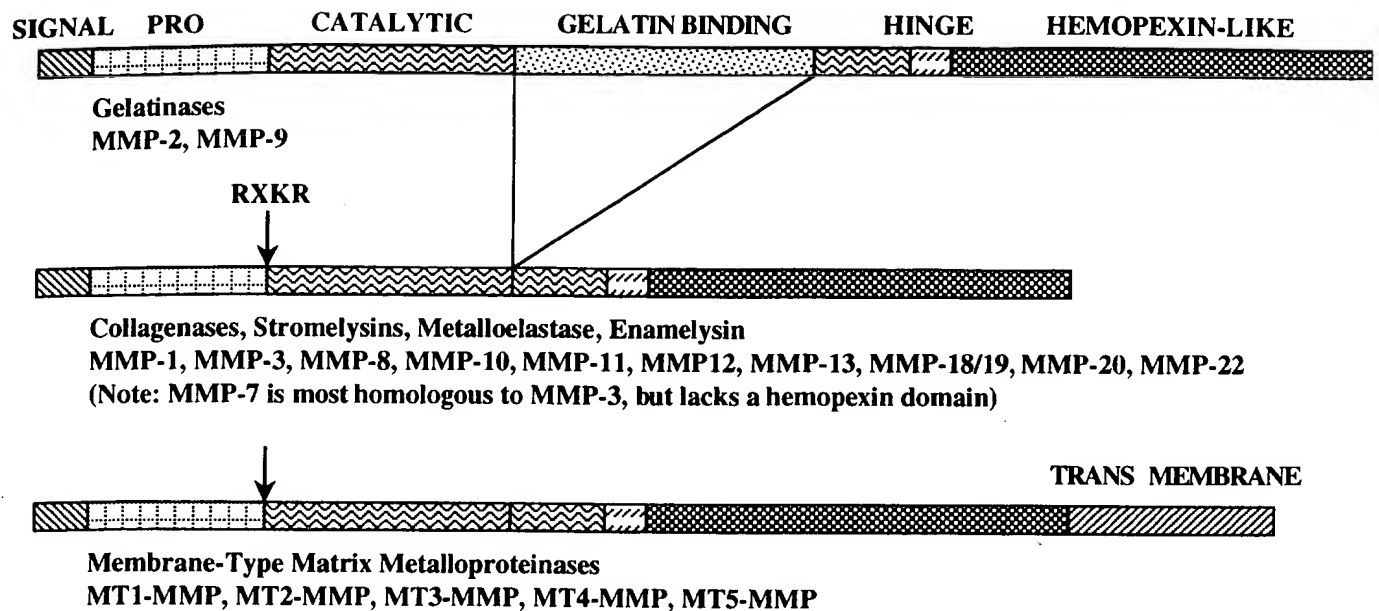 SIGNAL PRO CATALYTIC GELATIN BINDING HINGE HEMOPEXIN-LIKE
Gelatinases
MMP-2, MMP-9
RXKR
Collagenases, Stromelysins, Metalloelastase, Enamelysin
MMP-1, MMP-3, MMP-8, MMP-10, MMP-11, MMP12, MMP-13, MMP-18/19, MMP-20, MMP-22
(Note: MMP-7 is most homologous to MMP-3, but lacks a hemopexin domain)
TRANS MEMBRANE
Membrane-Type Matrix Metalloproteinases
MT1-MMP, MT2-MMP, MT3-MMP, MT4-MMP, MT5-MMP